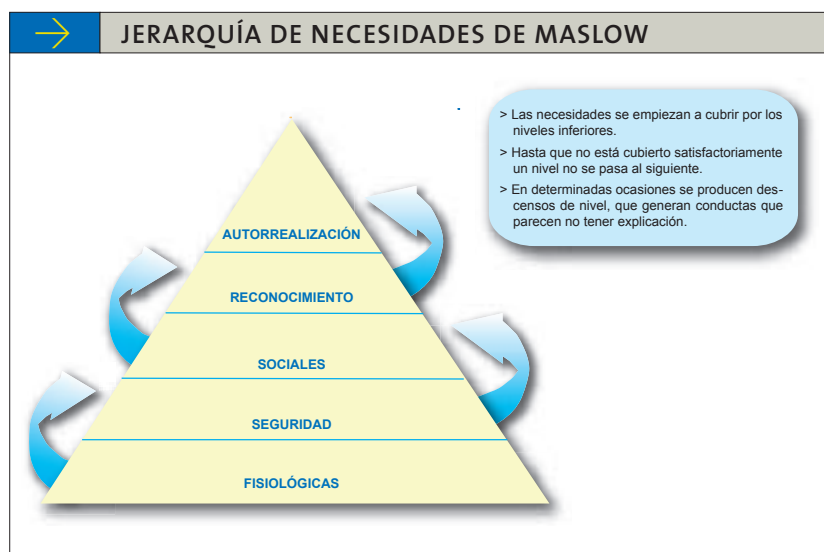 JERARQUÍA DE NECESIDADES DE MASLOW
> Las necesidades se empiezan a cubrir por los
niveles inferiores.
> Hasta que no está cubierto satisfactoriamente
un nivel no se pasa al siguiente.
> En determinadas ocasiones se producen des-
censos de nivel, que generan conductas que
parecen no tener explicación.
AUTORREALIZACIÓN
RECONOCIMIENTO
SOCIALES
SEGURIDAD
FISIOLÓGICAS